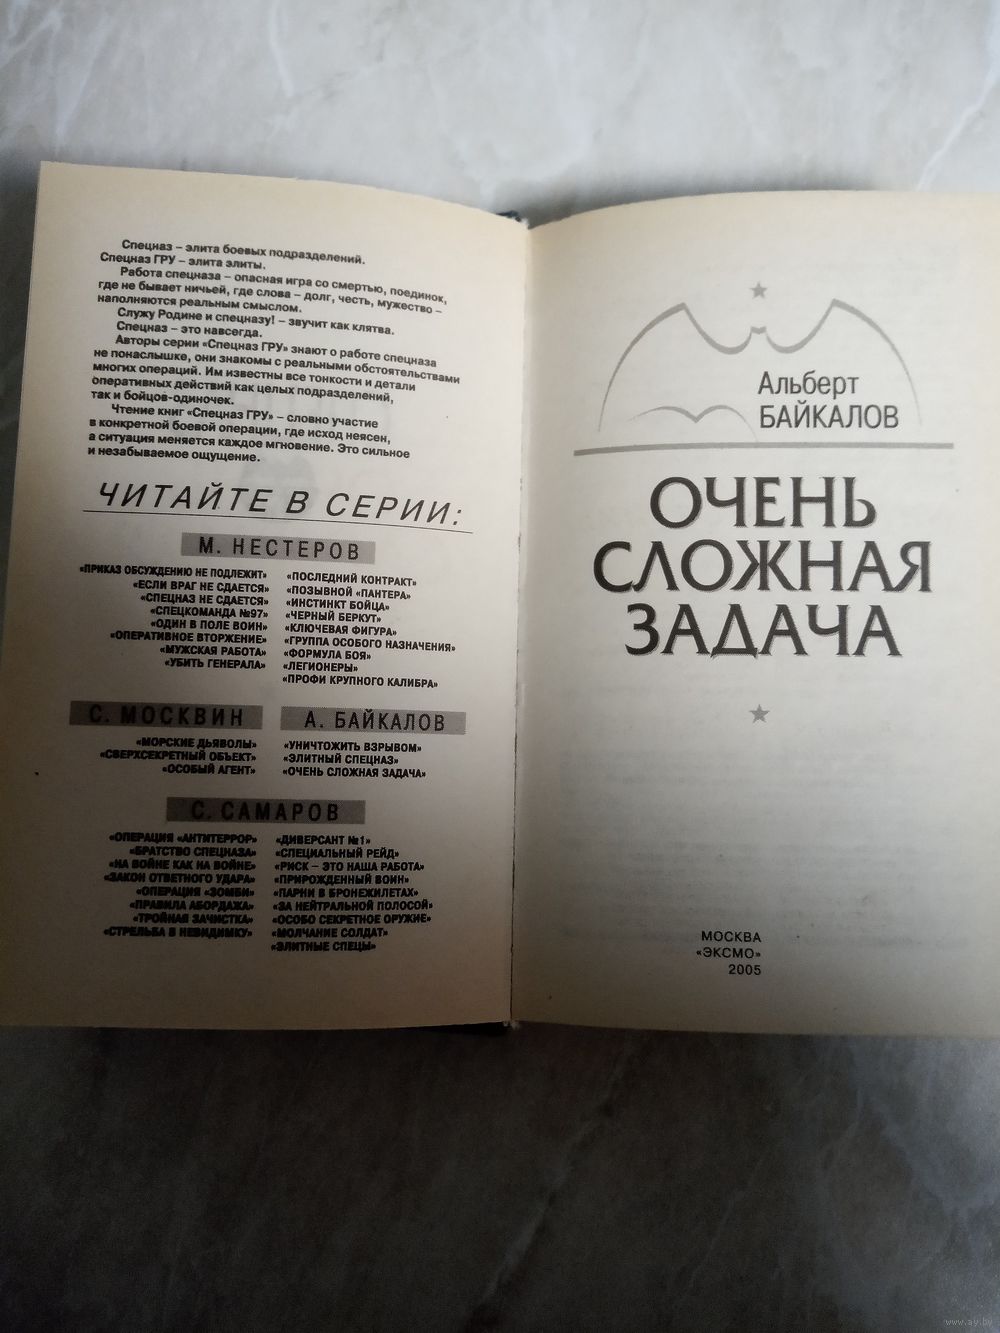 Спецназ – элита боевых подразделений.
Спецназ ГРУ – элита элиты.
Работа спецназа – опасная игра со смертью, поединок,
где не бывает ничьей, где слова – долг, честь, мужество –
наполняются реальным смыслом.
Служу Родине и спецназу! – звучит как клятва.
Спецназ – это навсегда.
Авторы серии «Спецназ ГРУ» знают о работе спецназа
не понаслышке, они знакомы с реальными обстоятельствами
многих операций. Им известны все тонкости и детали
оперативных действий как целых подразделений,
так и бойцов-одиночек.
Чтение книг «Спецназ ГРУ» – словно участие
в конкретной боевой операции, где исход неясен,
а ситуация меняется каждое мгновение. Это сильное
и незабываемое ощущение.
ЧИТАЙТЕ В СЕРИИ:
М. НЕСТЕРОВ
«ПРИКАЗ ОБСУЖДЕНИЮ НЕ ПОДЛЕЖИТ»
«ЕСЛИ ВРАГ НЕ СДАЕТСЯ»
«СПЕЦНАЗ НЕ СДАЕТСЯ»
«СПЕЦКОМАНДА №97»
«ОДИН В ПОЛЕ ВОИН»
«ОПЕРАТИВНОЕ ВТОРЖЕНИЕ»
«МУЖСКАЯ РАБОТА»
«УБИТЬ ГЕНЕРАЛА»
«ПОСЛЕДНИЙ КОНТРАКТ»
«ПОЗЫВНОЙ «ПАНТЕРА»
«ИНСТИНКТ БОЙЦА»
«ЧЕРНЫЙ БЕРКУТ»
«КЛЮЧЕВАЯ ФИГУРА»
«ГРУППА ОСОБОГО НАЗНАЧЕНИЯ»
«ФОРМУЛА БОЯ»
«ЛЕГИОНЕРЫ»
«ПРОФИ КРУПНОГО КАЛИБРА»
С. МОСКВИН
«МОРСКИЕ ДЬЯВОЛЫ»
«СВЕРХСЕКРЕТНЫЙ ОБЪЕКТ»
«ОСОБЫЙ АГЕНТ»
А. БАЙКАЛОВ
«УНИЧТОЖИТЬ ВЗРЫВОМ»
«ЭЛИТНЫЙ СПЕЦНАЗ»
«ОЧЕНЬ СЛОЖНАЯ ЗАДАЧА»
С. САМАРОВ
«ОПЕРАЦИЯ «АНТИТЕРРОР»
«БРАТСТВО СПЕЦНАЗА»
«НА ВОЙНЕ КАК НА ВОЙНЕ»
«ЗАКОН ОТВЕТНОГО УДАРА»
«ОПЕРАЦИЯ «ЗОМБИ»
«ПРАВИЛА АБОРДАЖА»
«ТРОЙНАЯ ЗАЧИСТКА»
«СТРЕЛЬБА В НЕВИДИМКУ»
«ДИВЕРСАНТ №1»
«СПЕЦИАЛЬНЫЙ РЕЙД»
«РИСК – ЭТО НАША РАБОТА»
«ПРИРОЖДЕННЫЙ ВОИН»
«ПАРНИ В БРОНЕЖИЛЕТАХ»
«ЗА НЕЙТРАЛЬНОЙ ПОЛОСОЙ»
«ОСОБО СЕКРЕТНОЕ ОРУЖИЕ»
«МОЛЧАНИЕ СОЛДАТ»
«ЭЛИТНЫЕ СПЕЦЫ»
Альберт
БАЙКАЛОВ
ОЧЕНЬ
СЛОЖНАЯ
ЗАДАЧА
МОСКВА
«ЭКСМО»
2005
www.ay.by